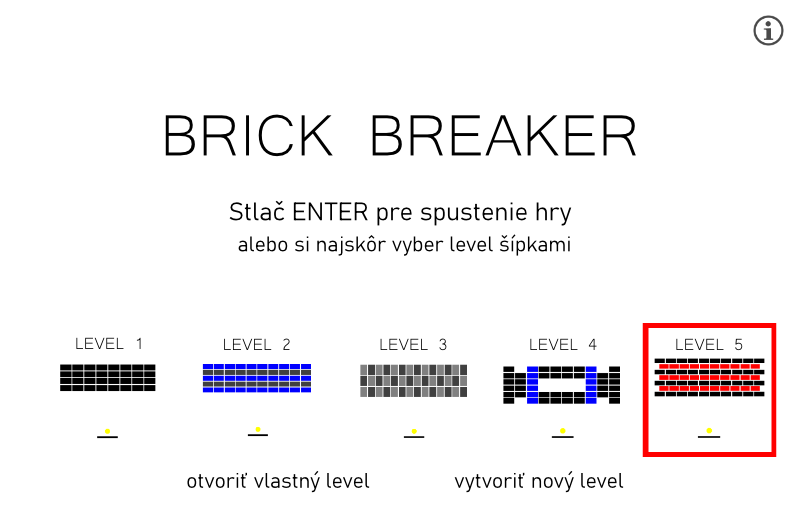 BRICK BREAKER
Stlač ENTER pre spustenie hry
alebo si najskôr vyber level šípkami
LEVEL 1 LEVEL 2 LEVEL 3 LEVEL 4 LEVEL 5
otvoriť vlastný level vytvoriť nový level